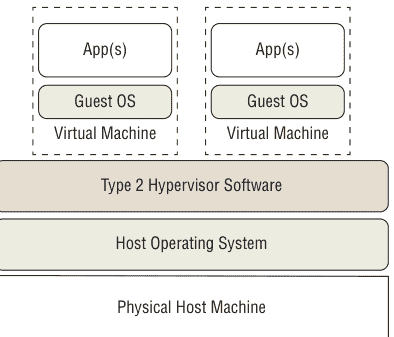 App(s)
App(s)
Guest OS
Guest OS
Virtual Machine
Virtual Machine
Type 2 Hypervisor Software
Host Operating System
Physical Host Machine